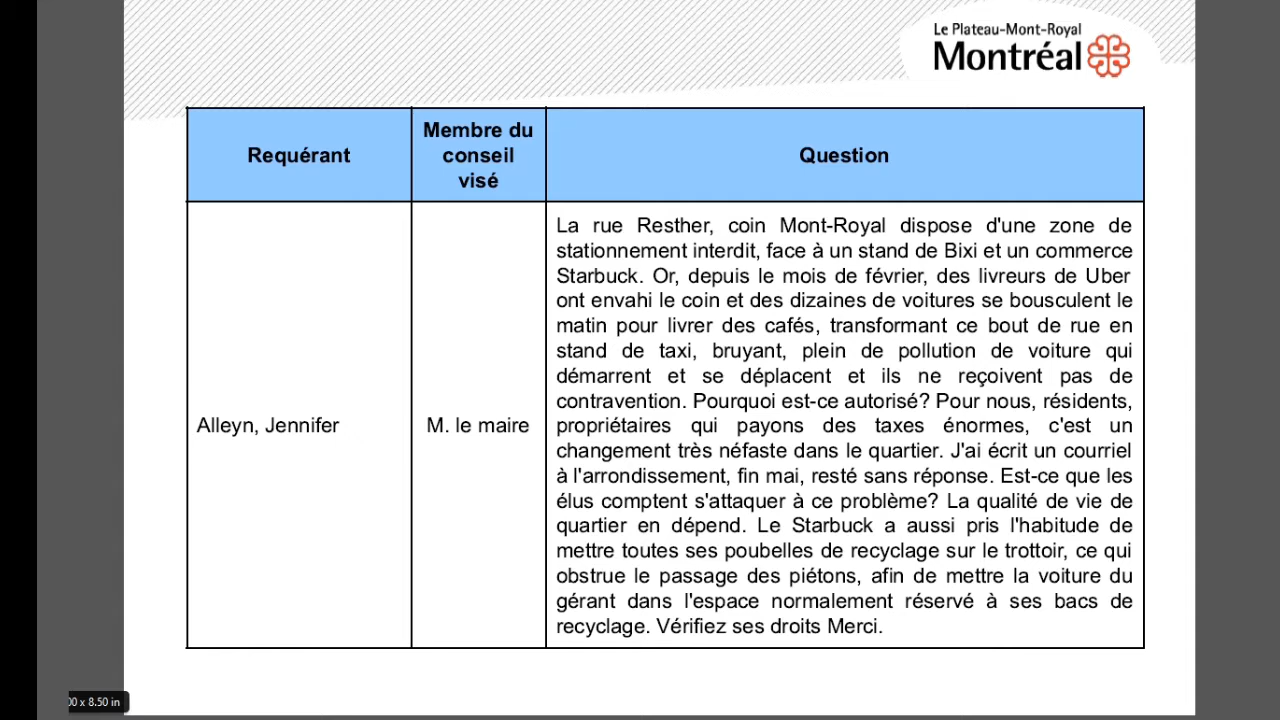 Le Plateau-Mont-Royal
Montréal
Requérant
Membre du
conseil
visé
Question
Alleyn, Jennifer
M. le maire
La rue Resther, coin Mont-Royal dispose d'une zone de
stationnement interdit, face à un stand de Bixi et un commerce
Starbuck. Or, depuis le mois de février, des livreurs de Uber
ont envahi le coin et des dizaines de voitures se bousculent le
matin pour livrer des cafés, transformant ce bout de rue en
stand de taxi, bruyant, plein de pollution de voiture qui
démarrent et se déplacent et ils ne reçoivent pas de
contravention. Pourquoi est-ce autorisé? Pour nous, résidents,
propriétaires qui payons des taxes énormes, c'est un
changement très néfaste dans le quartier. J'ai écrit un courriel
à l'arrondissement, fin mai, resté sans réponse. Est-ce que les
élus comptent s'attaquer à ce problème? La qualité de vie de
quartier en dépend. Le Starbuck a aussi pris l'habitude de
mettre toutes ses poubelles de recyclage sur le trottoir, ce qui
obstrue le passage des piétons, afin de mettre la voiture du
gérant dans l'espace normalement réservé à ses bacs de
recyclage. Vérifiez ses droits Merci.
x 8.50 in